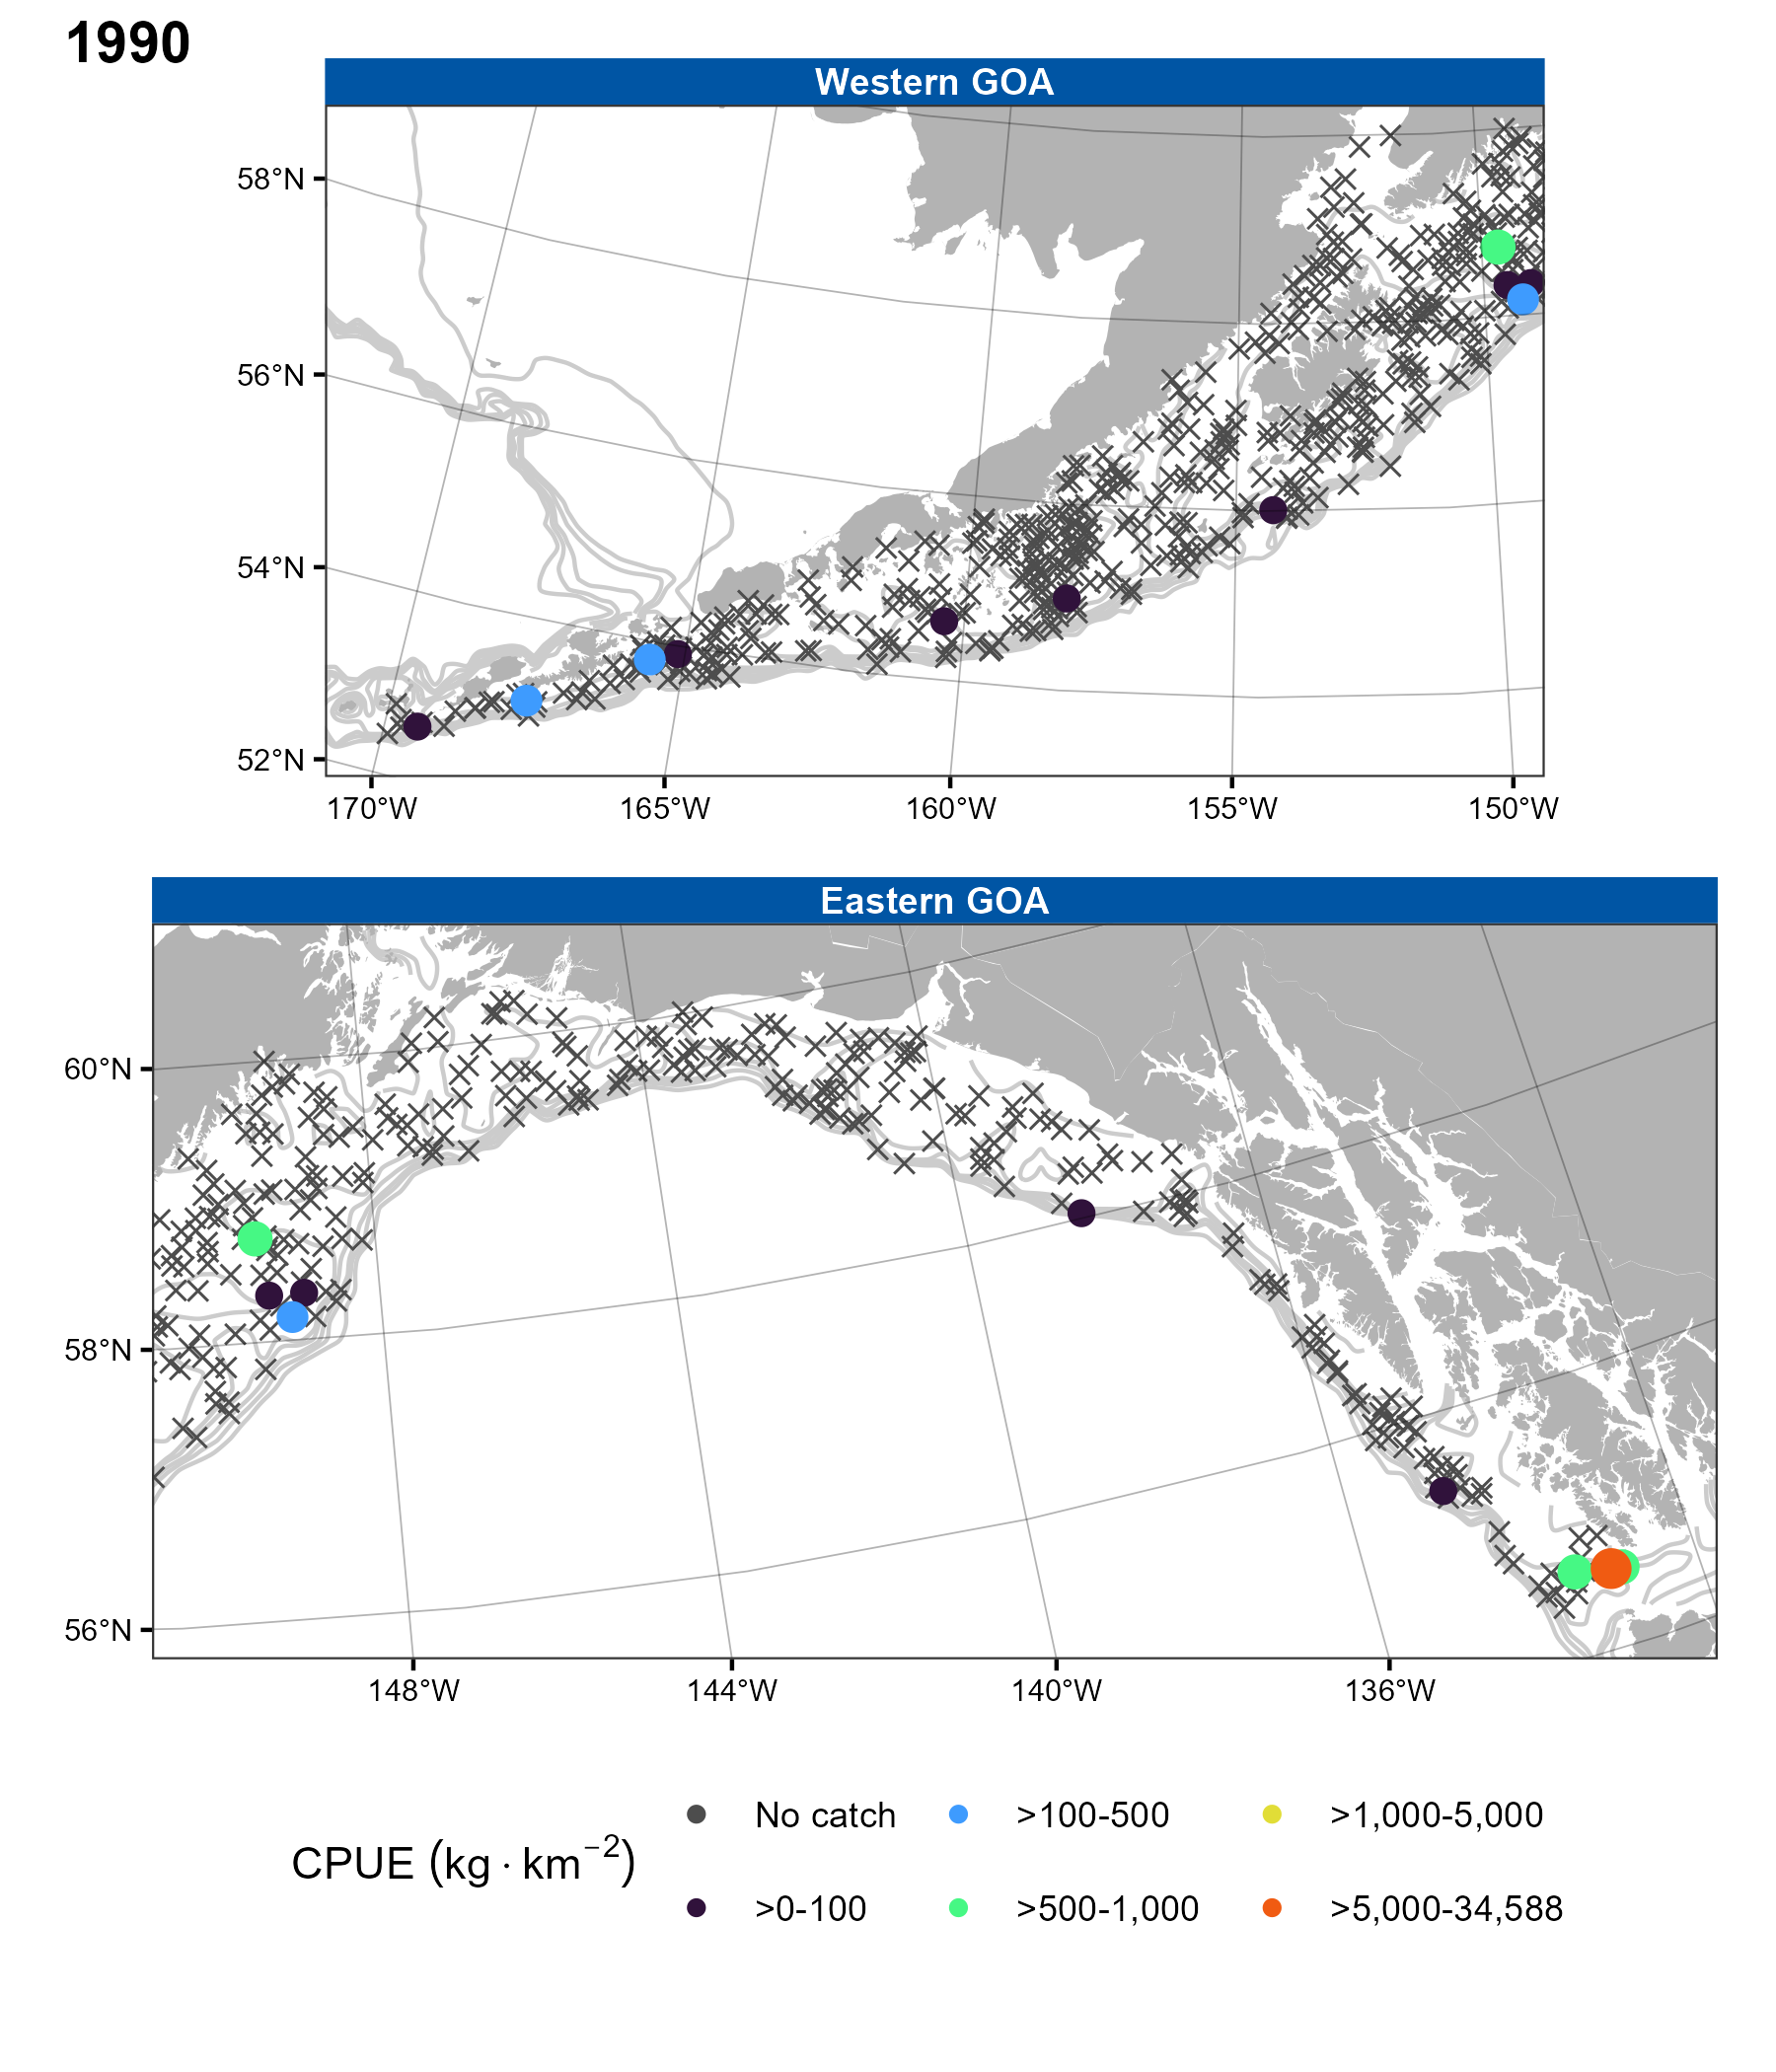 1990
Western GOA
58°N
56°N
54°N
52°N
170°W 165°W 160°W 155°W 150°W
Eastern GOA
60°N
58°N
56°N
148°W 144°W 140°W 136°W
CPUE (kg · km⁻²)
No catch >100-500 >1,000-5,000
>0-100 >500-1,000 >5,000-34,588